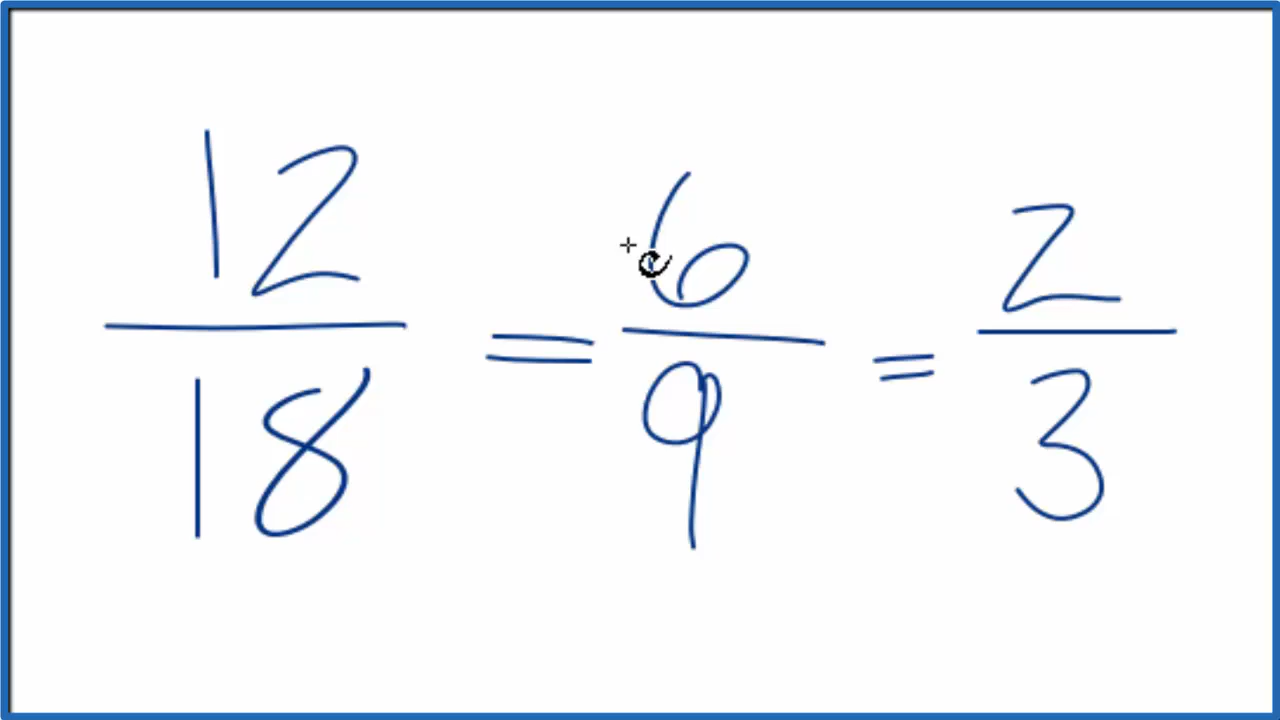 12/18 = 6/9 = 2/3